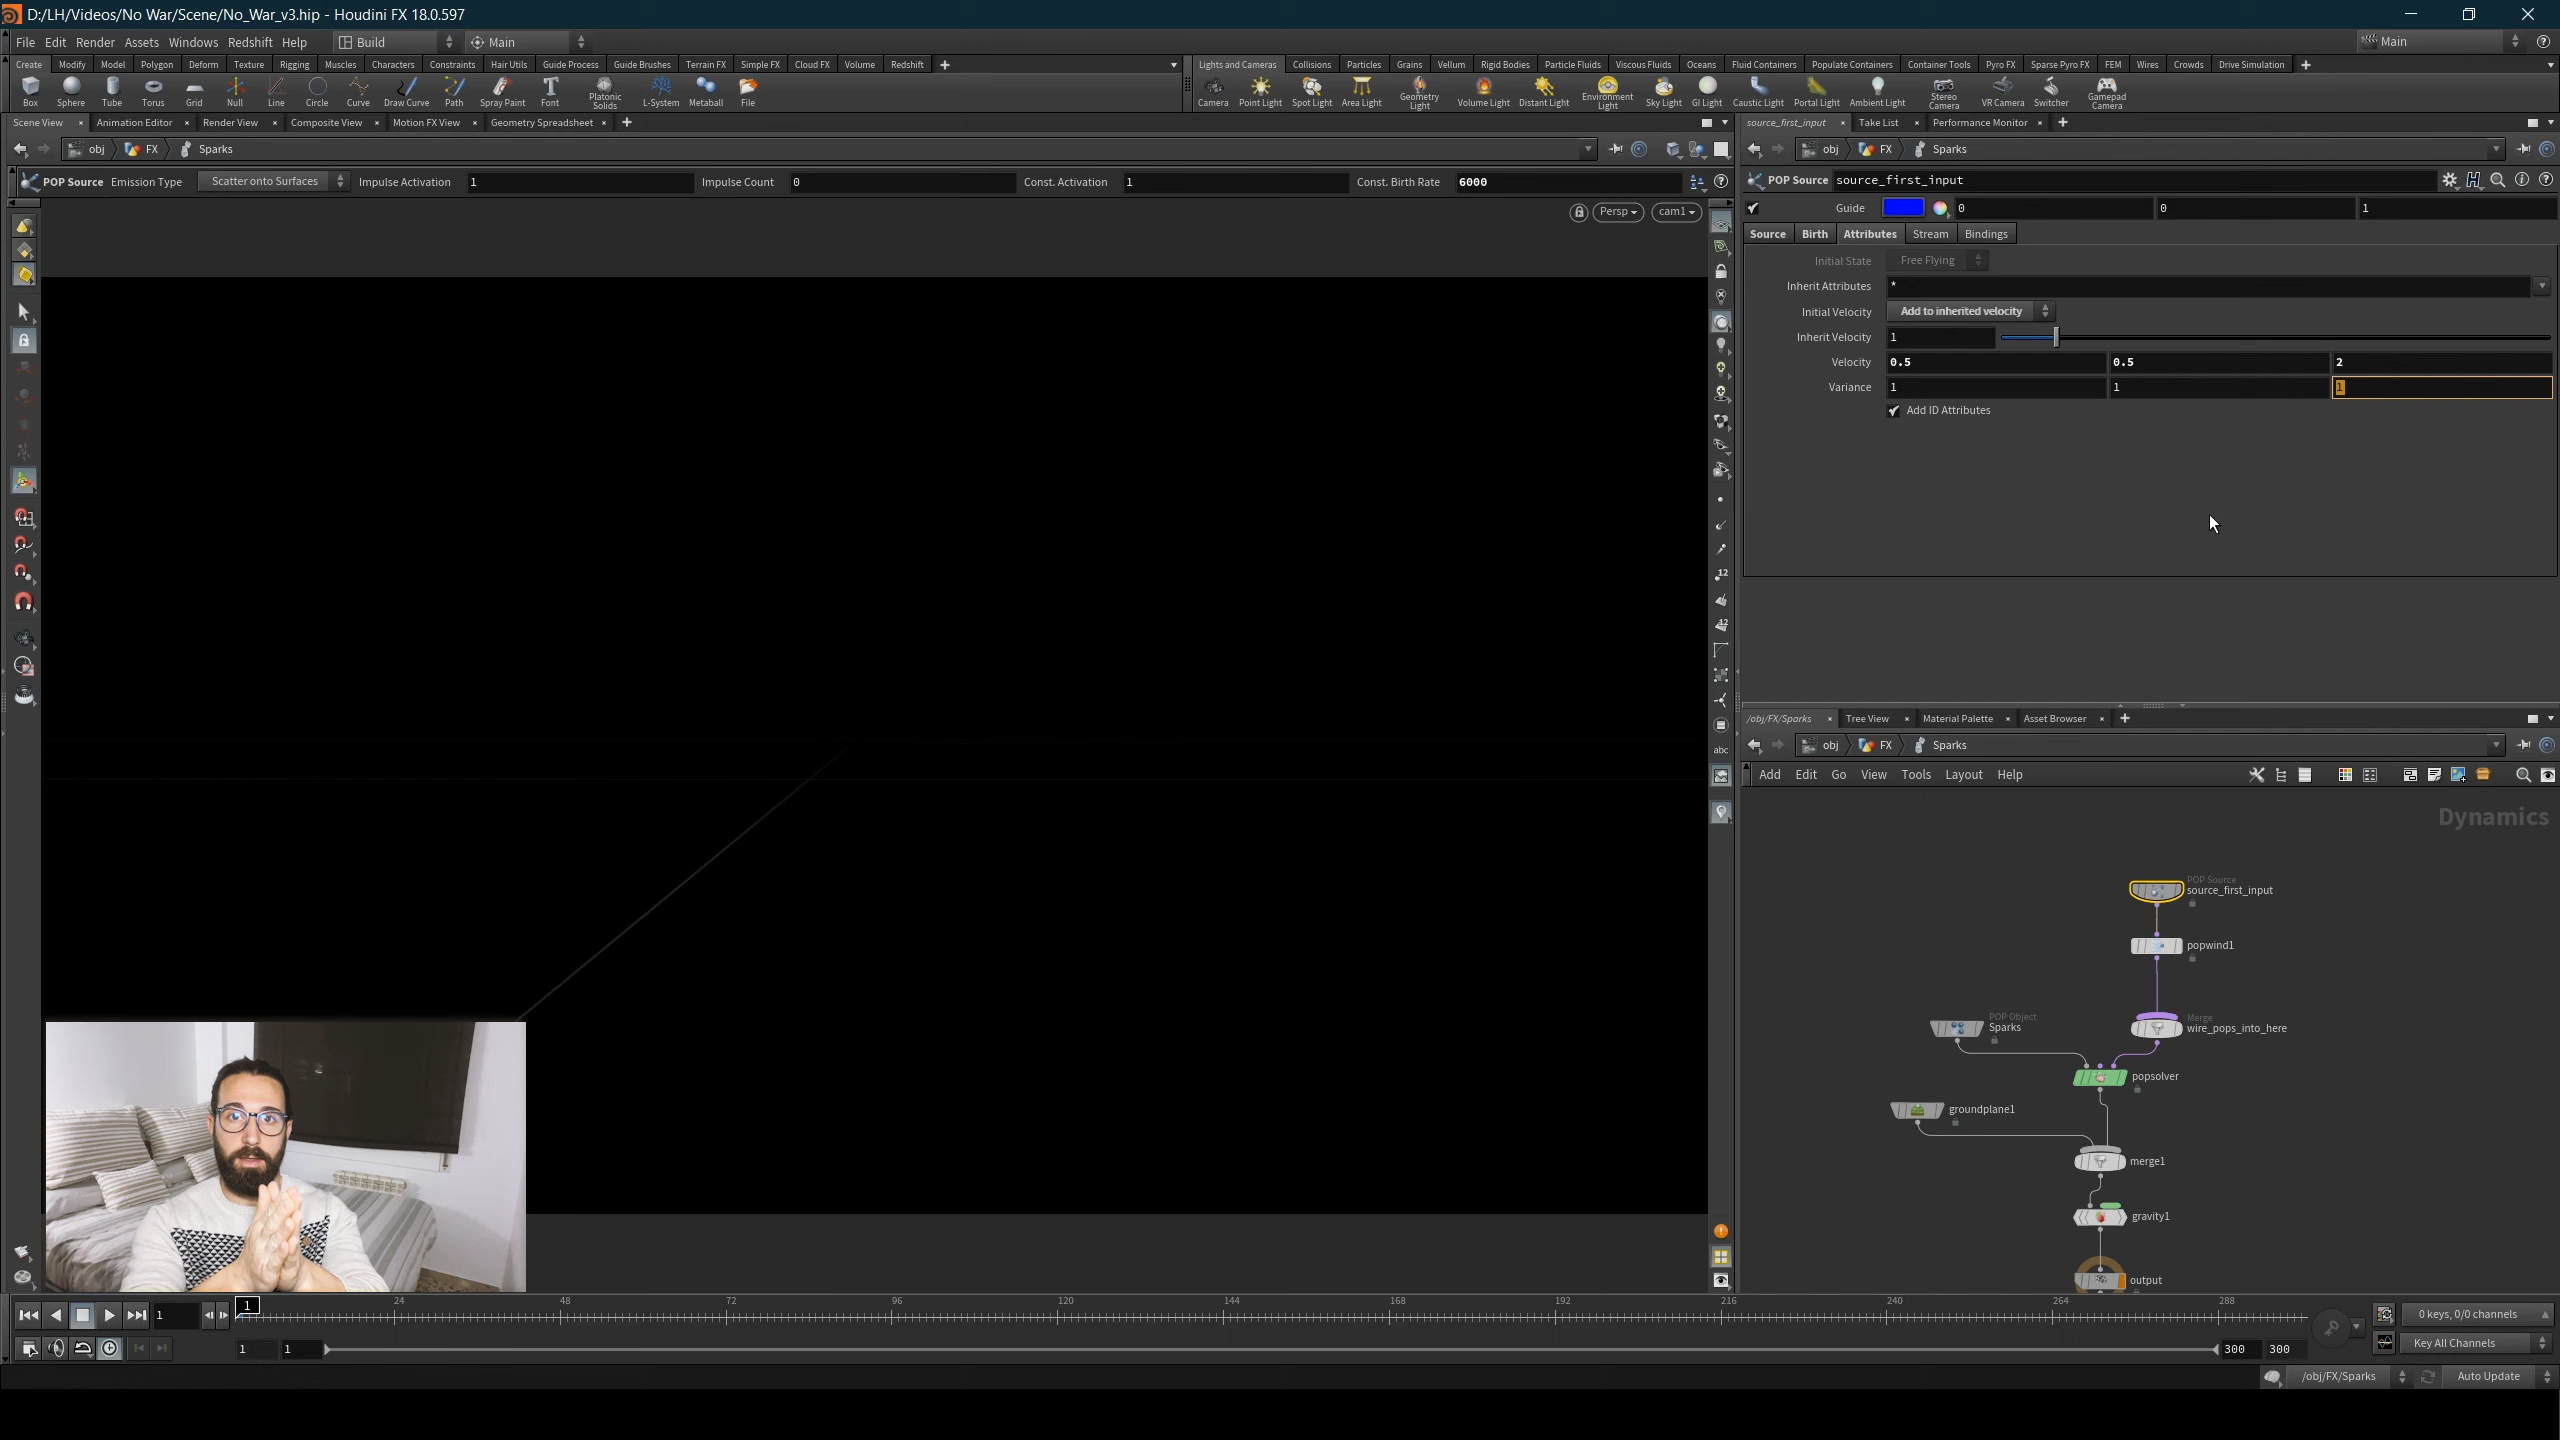 D:/LH/Videos/No War/Scene/No_War_v3.hip - Houdini FX 18.0.597
File Edit Render Assets Windows Redshift Help Build Main Main
Create Modify Model Polygon Deform Texture Rigging Muscles Characters Constraints Hair Utils Guide Process Guide Brushes Terrain FX Simple FX Cloud FX Volume Redshift
Lights and Cameras Collisions Particles Grains Vellum Rigid Bodies Particle Fluids Viscous Fluids Oceans Fluid Containers Populate Containers Container Tools Pyro FX Sparse Pyro FX FEM Wires Crowds Drive Simulation
Box Sphere Tube Torus Grid Null Line Circle Curve Draw Curve Path Spray Paint Font Platonic Solids L-System Metaball File
Camera Point Light Spot Light Area Light Geometry Light Volume Light Distant Light Environment Light Sky Light GI Light Caustic Light Portal Light Ambient Light Stereo Camera VR Camera Switcher Gamepad Camera
Scene View Animation Editor Render View Composite View Motion FX View Geometry Spreadsheet
obj FX Sparks
POP Source Emission Type Scatter onto Surfaces Impulse Activation 1 Impulse Count 0 Const. Activation 1 Const. Birth Rate 6000
Persp cam1
source_first_input Take List Performance Monitor
obj FX Sparks
POP Source source_first_input
Guide 0 0 1
Source Birth Attributes Stream Bindings
Initial State Free Flying
Inherit Attributes *
Initial Velocity Add to inherited velocity
Inherit Velocity 1
Velocity 0.5 0.5 2
Variance 1 1 1
Add ID Attributes
12
12
abc
/obj/FX/Sparks Tree View Material Palette Asset Browser
obj FX Sparks
Add Edit Go View Tools Layout Help
Dynamics
POP Source
source_first_input
popwind1
POP Object
Sparks
Merge
wire_pops_into_here
popsolver
groundplane1
merge1
gravity1
output
1 1 24 48 72 96 120 144 168 192 216 240 264 288
0 keys, 0/0 channels
1 1 300 300
Key All Channels
/obj/FX/Sparks Auto Update